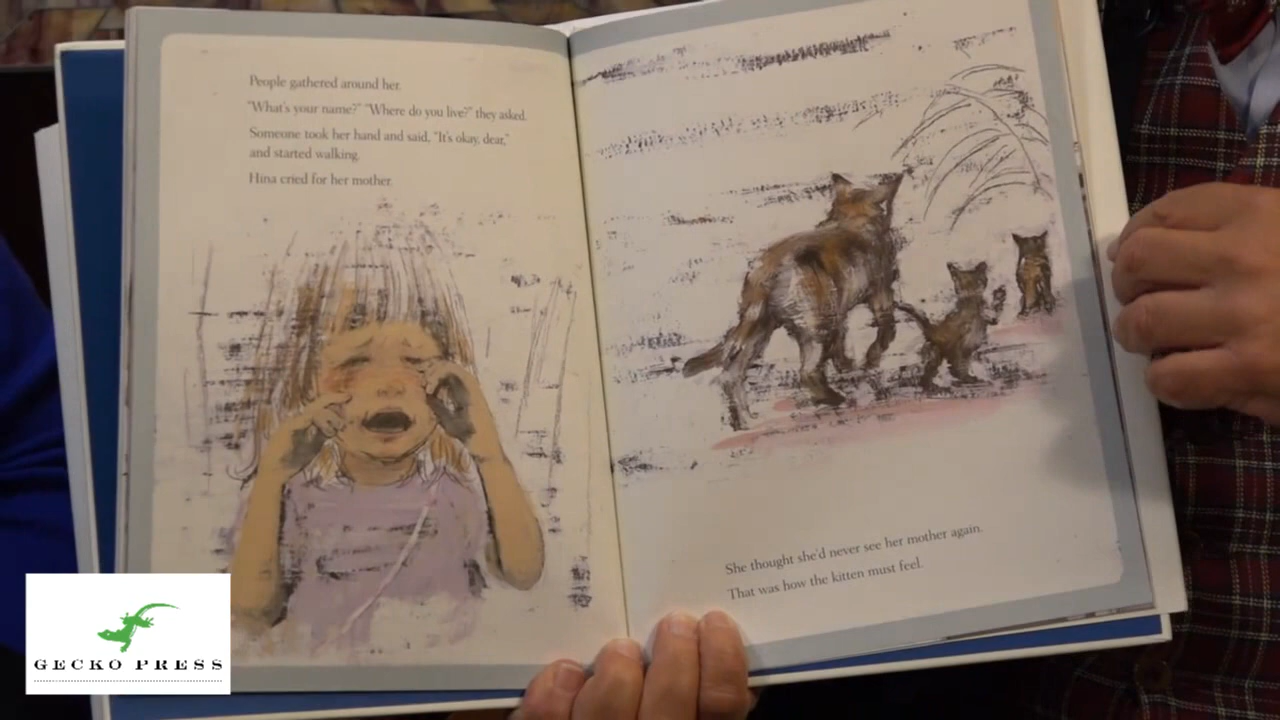 People gathered around her.
"What's your name?" "Where do you live?" they asked.
Someone took her hand and said, "It's okay, dear,"
and started walking.
Hina cried for her mother.
She thought she'd never see her mother again.
That was how the kitten must feel.
GECKO PRESS